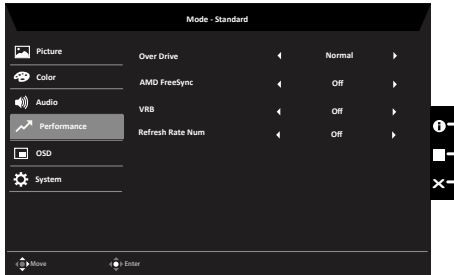 Mode - Standard
Picture
Color
Audio
Performance
OSD
System
Over Drive Normal
AMD FreeSync Off
VRB Off
Refresh Rate Num Off
Move Enter